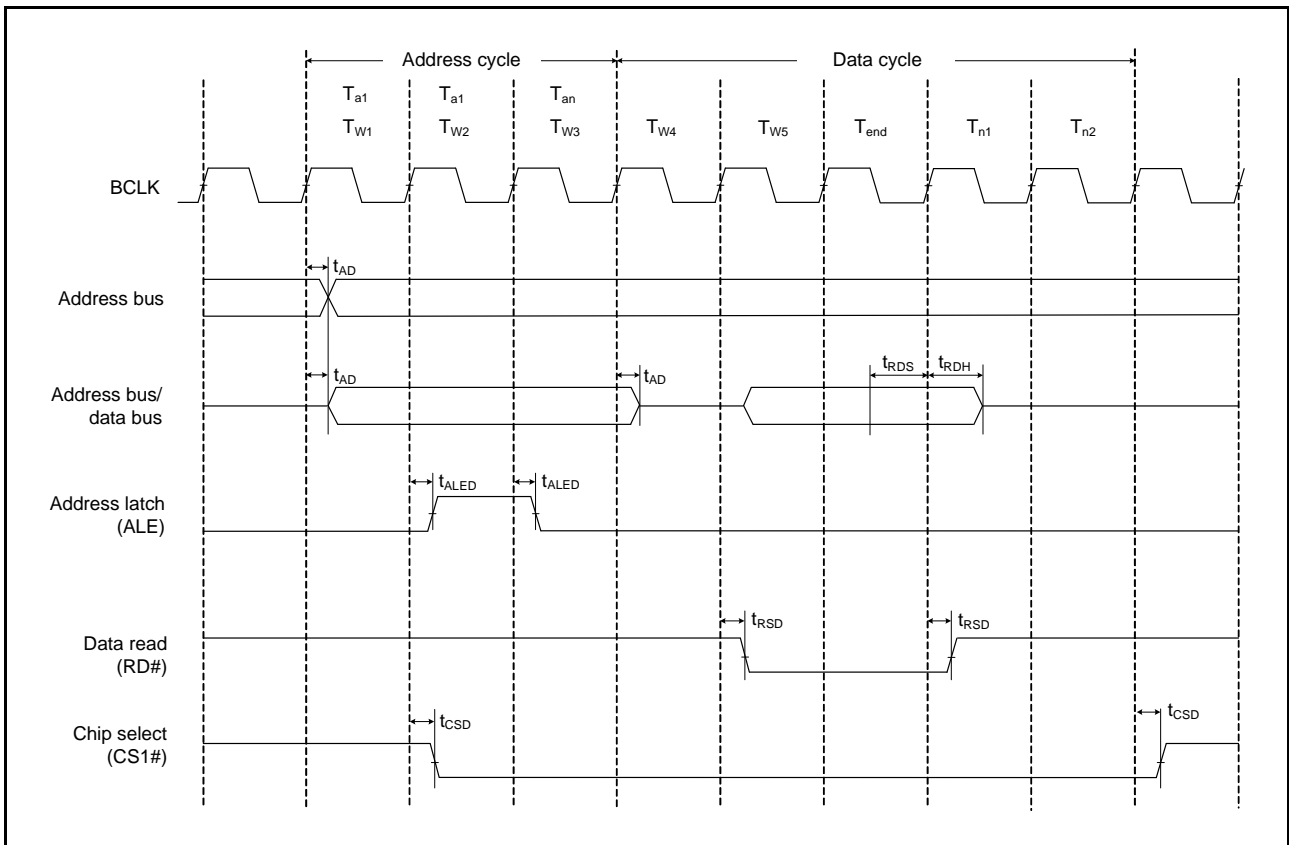 Address cycle Data cycle
Ta1 Ta1 Tan
TW1 TW2 TW3 TW4 TW5 Tend Tn1 Tn2
BCLK
tAD
Address bus
tRDS tRDH
tAD tAD
Address bus/
data bus
tALED tALED
Address latch
(ALE)
tRSD tRSD
Data read
(RD#)
tCSD tCSD
Chip select
(CS1#)